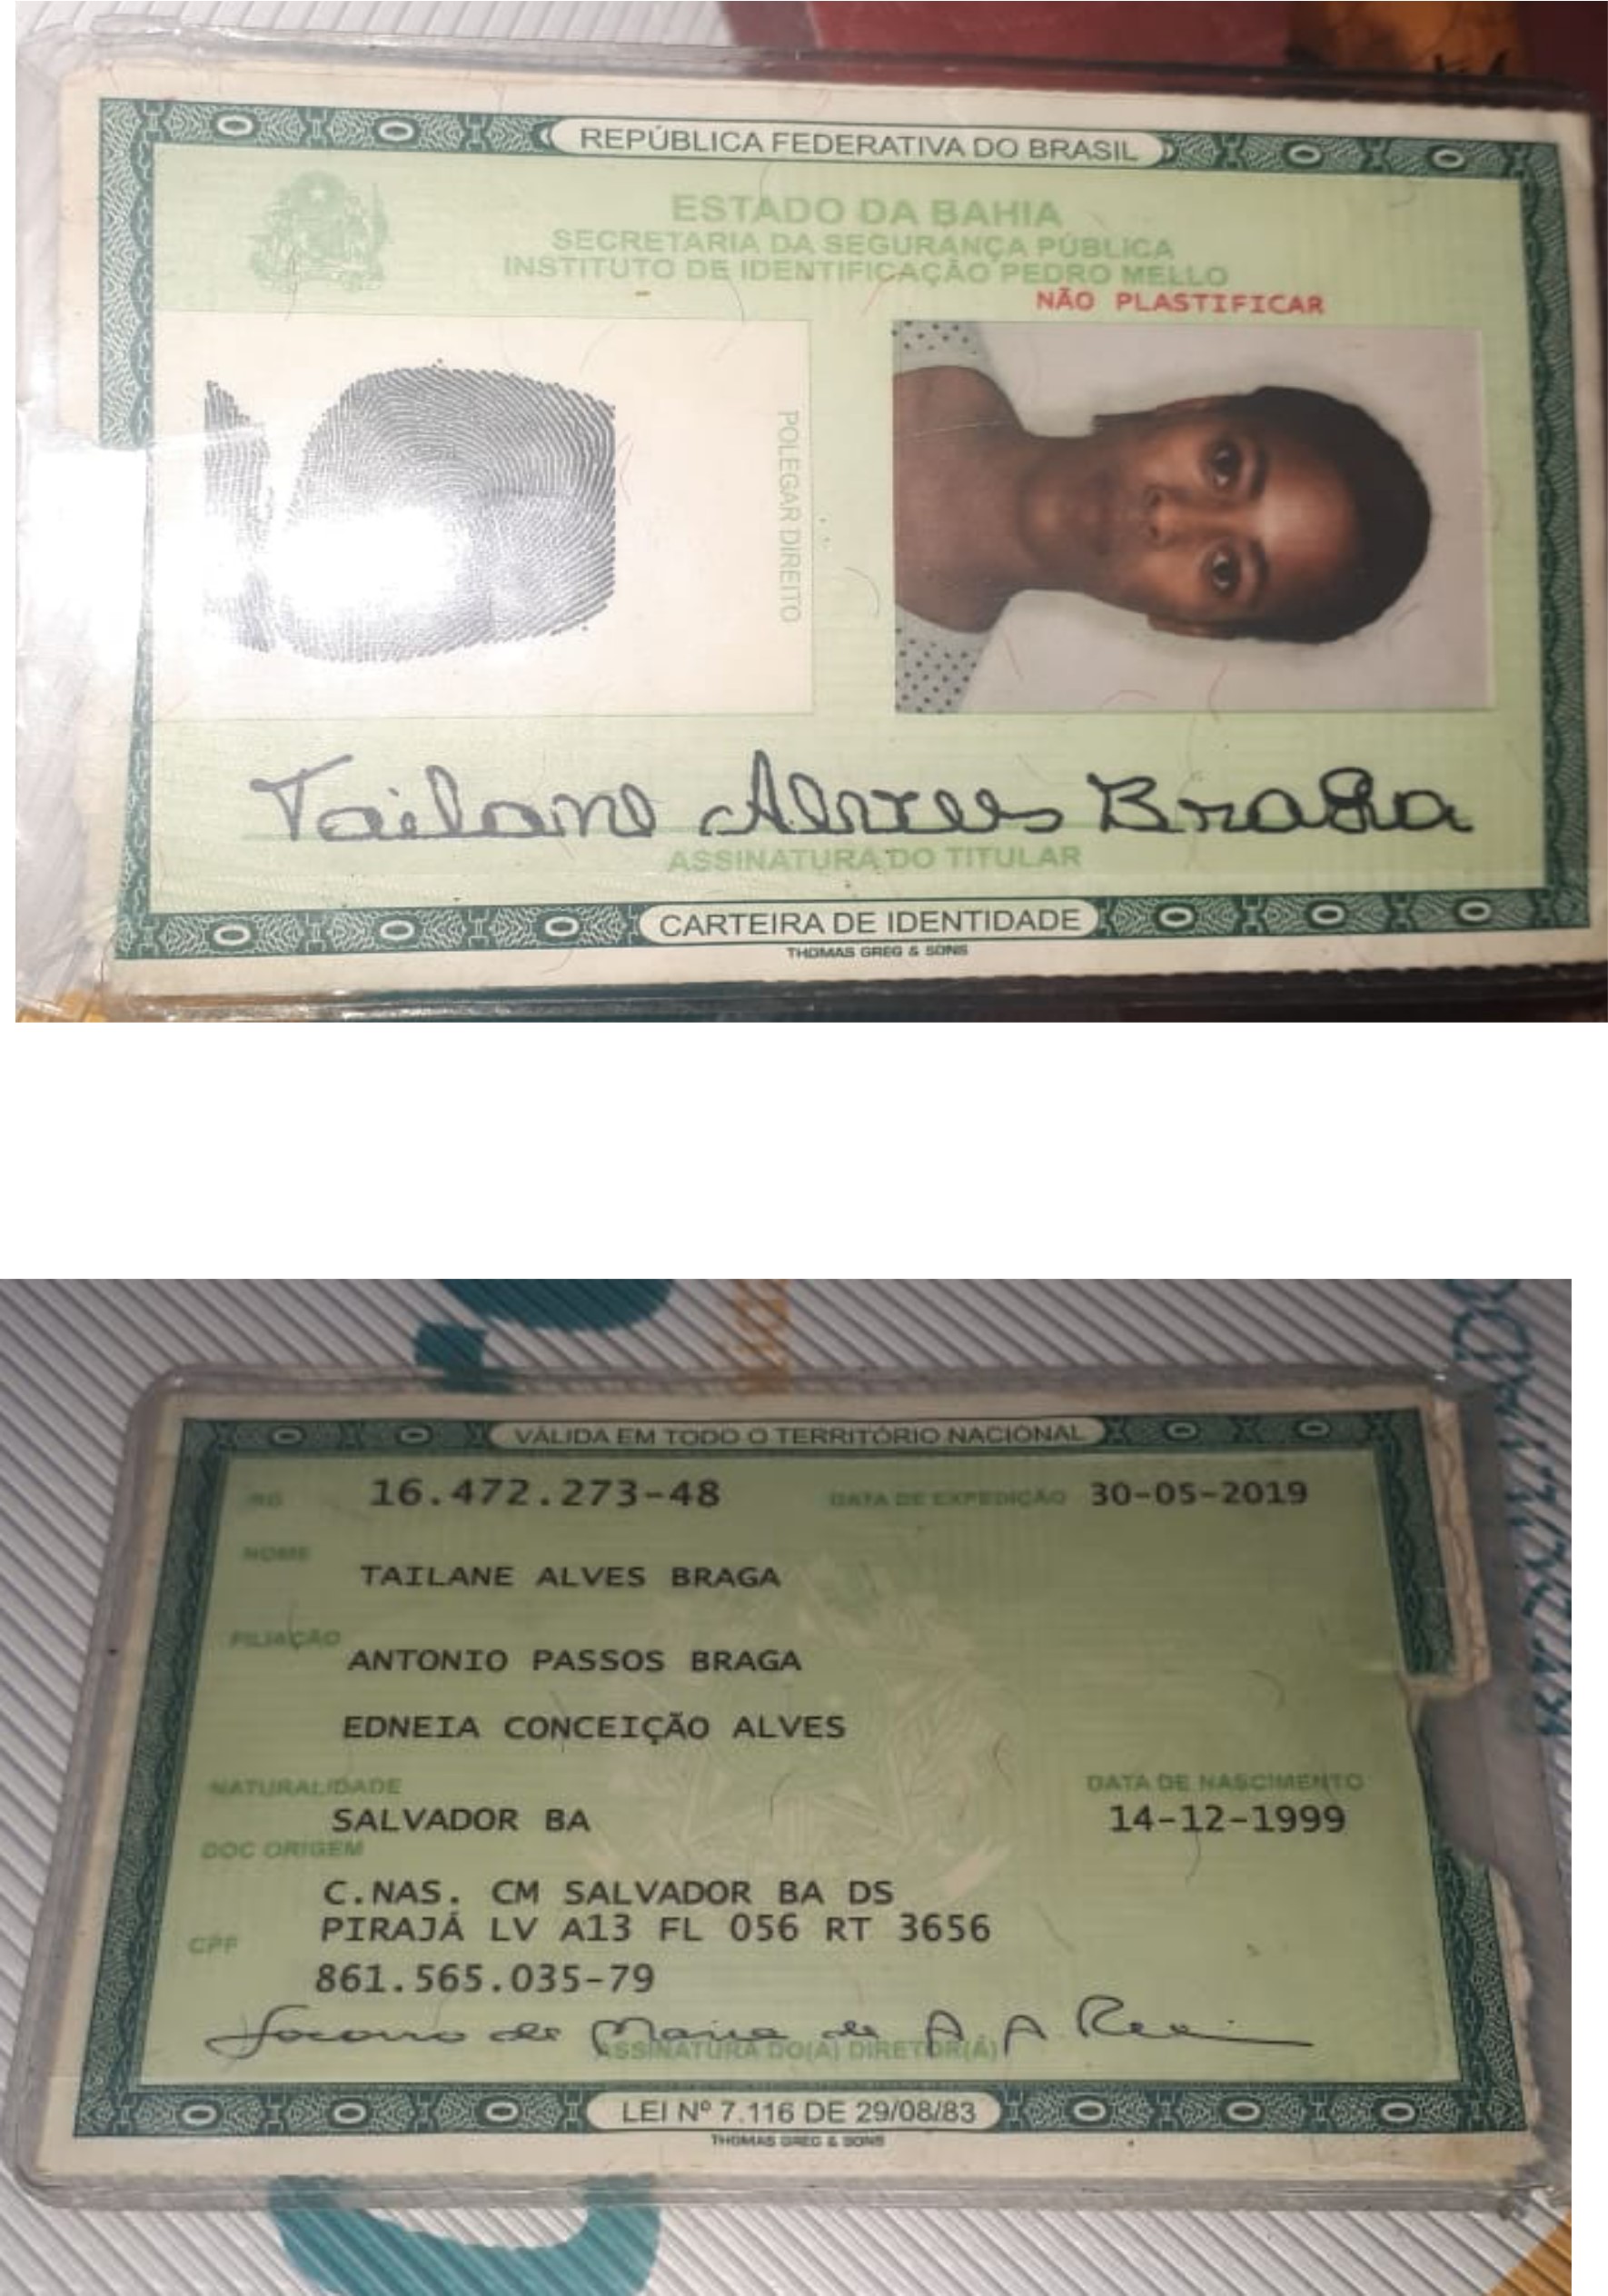 REPÚBLICA FEDERATIVA DO BRASIL
ESTADO DA BAHIA
SECRETARIA DA SEGURANÇA PÚBLICA
INSTITUTO DE IDENTIFICAÇÃO PEDRO MELLO
NÃO PLASTIFICAR
POLEGAR DIREITO
Tailane Alves Braga
ASSINATURA DO TITULAR
CARTEIRA DE IDENTIDADE
THOMAS GREG & SONS
VÁLIDA EM TODO O TERRITÓRIO NACIONAL
RG 16.472.273-48 DATA DE EXPEDIÇÃO 30-05-2019
NOME
TAILANE ALVES BRAGA
FILIAÇÃO
ANTONIO PASSOS BRAGA
EDNEIA CONCEIÇÃO ALVES
NATURALIDADE DATA DE NASCIMENTO
SALVADOR BA 14-12-1999
DOC ORIGEM
C.NAS. CM SALVADOR BA DS
PIRAJÁ LV A13 FL 056 RT 3656
CPF
861.565.035-79
Socorro de Maria de A A
ASSINATURA DO(A) DIRETOR(A)
LEI Nº 7.116 DE 29/08/83
THOMAS GREG & SONS